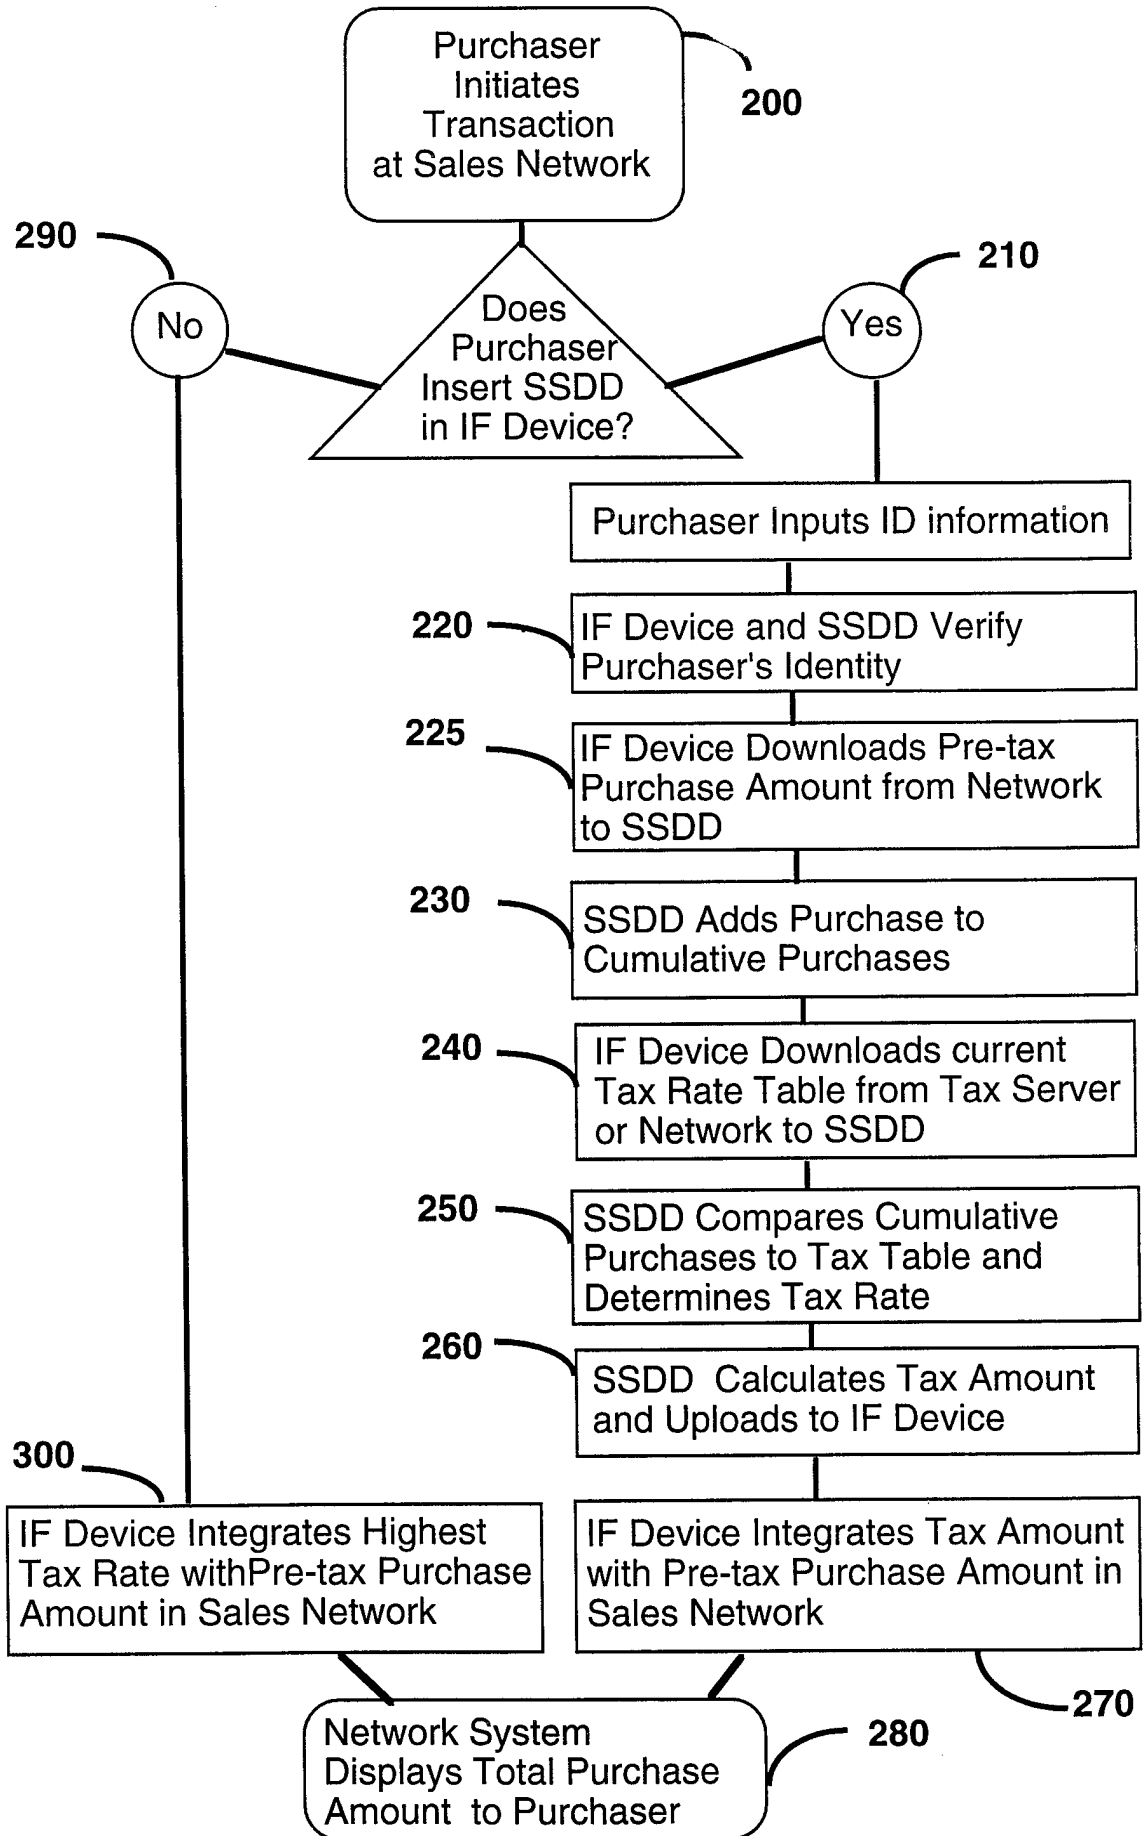 Purchaser
Initiates
Transaction
at Sales Network
200
290
210
No
Does
Purchaser
Insert SSDD
in IF Device?
Yes
Purchaser Inputs ID information
220
IF Device and SSDD Verify
Purchaser's Identity
225
IF Device Downloads Pre-tax
Purchase Amount from Network
to SSDD
230
SSDD Adds Purchase to
Cumulative Purchases
240
IF Device Downloads current
Tax Rate Table from Tax Server
or Network to SSDD
250
SSDD Compares Cumulative
Purchases to Tax Table and
Determines Tax Rate
260
SSDD Calculates Tax Amount
and Uploads to IF Device
300
IF Device Integrates Highest
Tax Rate withPre-tax Purchase
Amount in Sales Network
IF Device Integrates Tax Amount
with Pre-tax Purchase Amount in
Sales Network
270
Network System
Displays Total Purchase
Amount to Purchaser
280